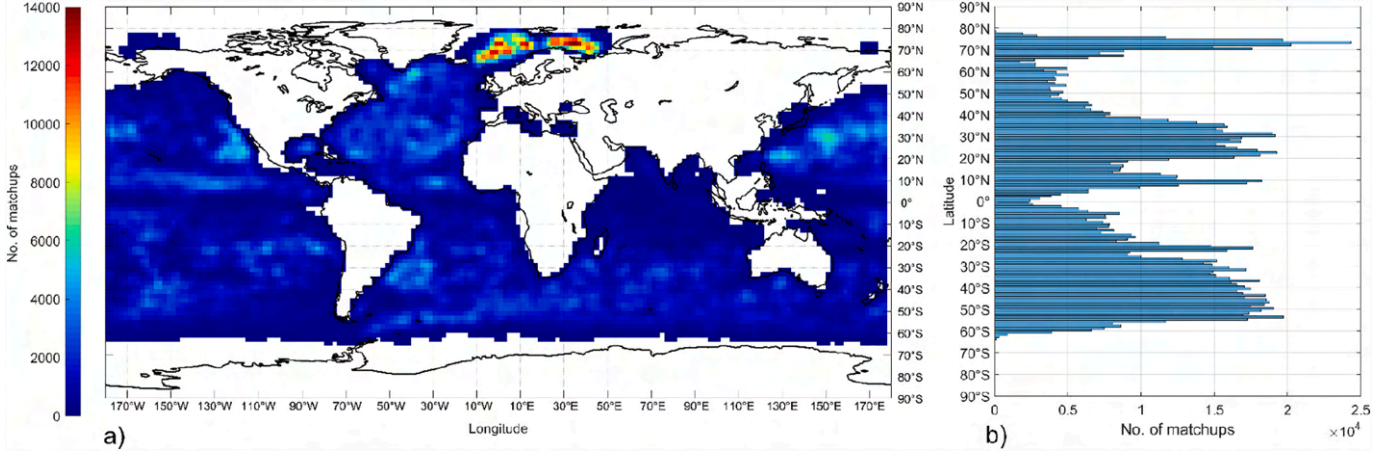 14000
12000
10000
8000
6000
4000
2000
0
No. of matchups
90°N
80°N
70°N
60°N
50°N
40°N
30°N
20°N
10°N
0°
10°S
20°S
30°S
40°S
50°S
60°S
70°S
80°S
90°S
170°W 150°W 130°W 110°W 90°W 70°W 50°W 30°W 10°W 10°E 30°E 50°E 70°E 90°E 110°E 130°E 150°E 170°E
Longitude
a)
90°N
80°N
70°N
60°N
50°N
40°N
30°N
20°N
10°N
0°
10°S
20°S
30°S
40°S
50°S
60°S
70°S
80°S
90°S
Latitude
0 0.5 1 1.5 2 2.5
No. of matchups
×10⁴
b)